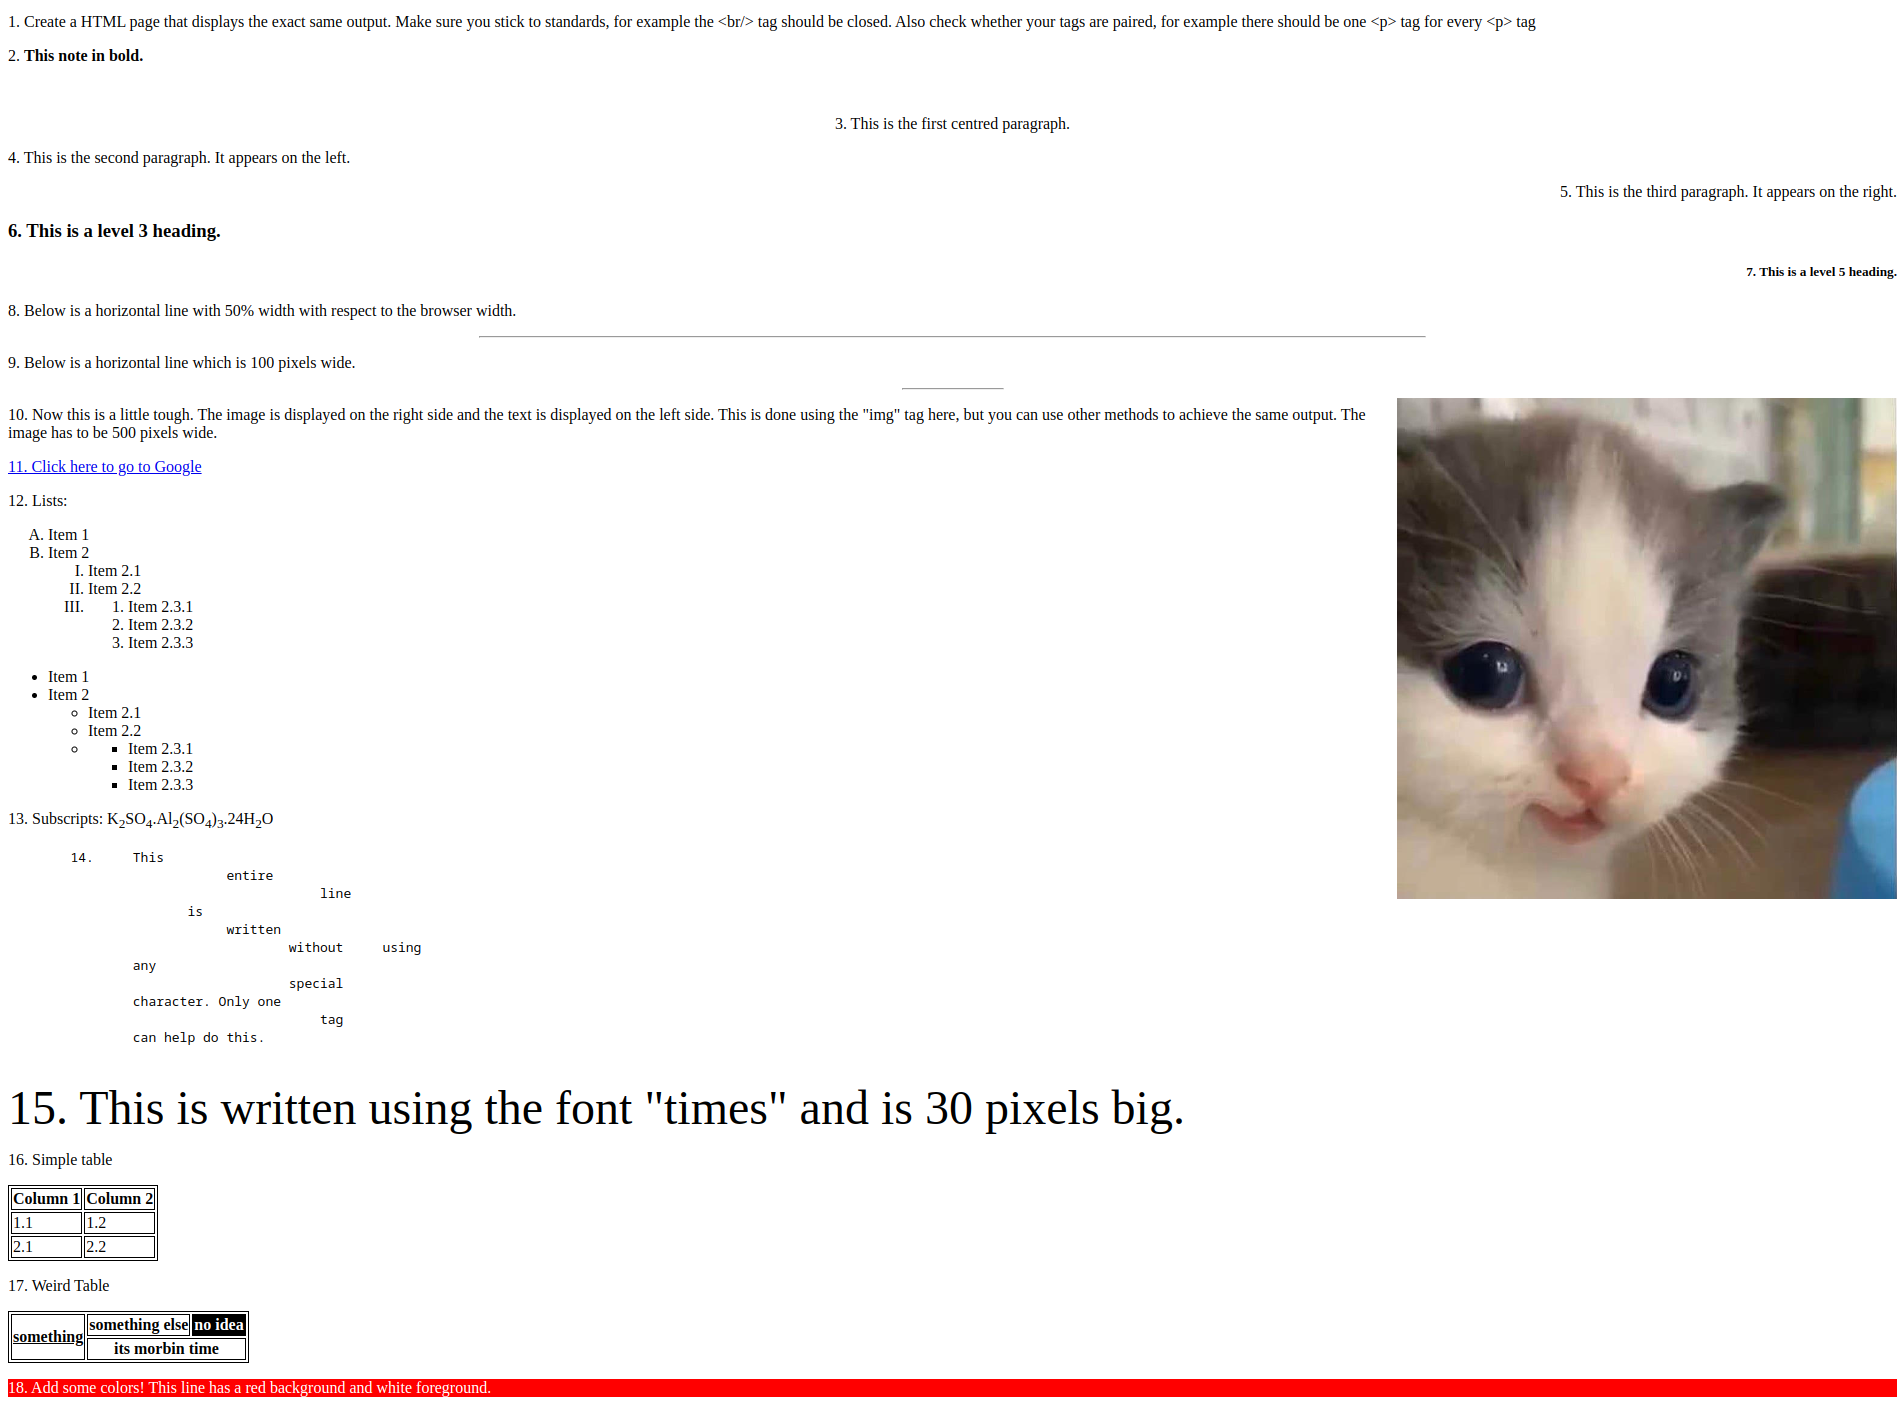 1. Create a HTML page that displays the exact same output. Make sure you stick to standards, for example the <br/> tag should be closed. Also check whether your tags are paired, for example there should be one <p> tag for every <p> tag
2. This note in bold.
3. This is the first centred paragraph.
4. This is the second paragraph. It appears on the left.
5. This is the third paragraph. It appears on the right.
6. This is a level 3 heading.
7. This is a level 5 heading.
8. Below is a horizontal line with 50% width with respect to the browser width.
9. Below is a horizontal line which is 100 pixels wide.
10. Now this is a little tough. The image is displayed on the right side and the text is displayed on the left side. This is done using the "img" tag here, but you can use other methods to achieve the same output. The
image has to be 500 pixels wide.
11. Click here to go to Google
12. Lists:
A. Item 1
B. Item 2
I. Item 2.1
II. Item 2.2
III. 1. Item 2.3.1
2. Item 2.3.2
3. Item 2.3.3
• Item 1
• Item 2
◦ Item 2.1
◦ Item 2.2
◦ ▪ Item 2.3.1
▪ Item 2.3.2
▪ Item 2.3.3
13. Subscripts: K₂SO₄.Al₂(SO₄)₃.24H₂O
14. This
entire
line
is
written
without using
any
special
character. Only one
tag
can help do this.
15. This is written using the font "times" and is 30 pixels big.
16. Simple table
Column 1 Column 2
1.1 1.2
2.1 2.2
17. Weird Table
something something else no idea
its morbin time
18. Add some colors! This line has a red background and white foreground.